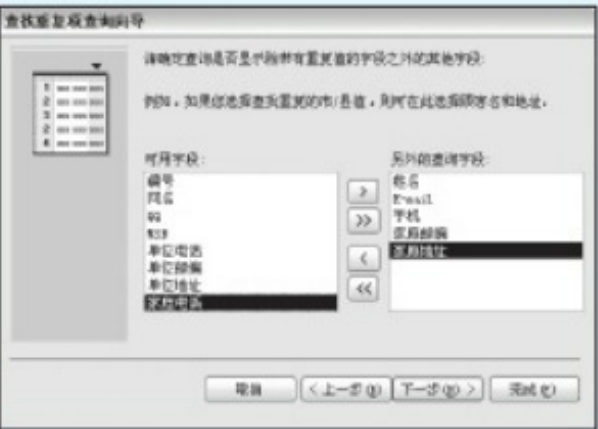 查找重复项查询向导
请确定查询是否显示除带有重复值的字段之外的其他字段:
例如，如果您选择查找重复的市/县值，则可在此选择顾客名和地址。
可用字段:
编号
网名
QQ
MSN
单位电话
单位邮编
单位地址
家庭电话
另外的查询字段:
姓名
E-mail
手机
家庭邮编
家庭地址
>
>>
<
<<
取消
<上一步(B)
下一步(N)>
完成(F)